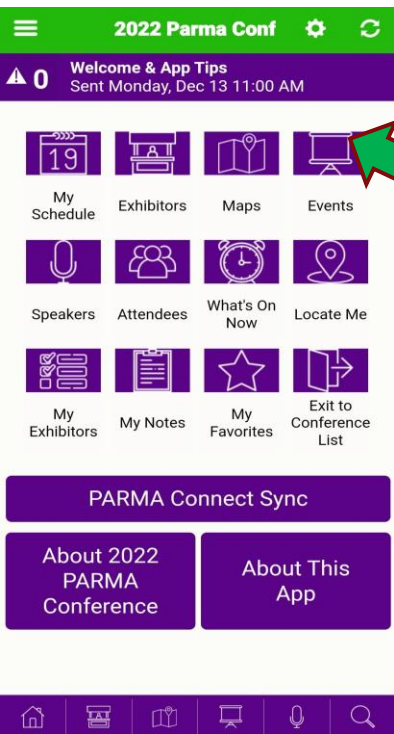 2022 Parma Conf
0
Welcome & App Tips
Sent Monday, Dec 13 11:00 AM
19
My Schedule
Exhibitors
Maps
Events
Speakers
Attendees
What's On Now
Locate Me
My Exhibitors
My Notes
My Favorites
Exit to Conference List
PARMA Connect Sync
About 2022
PARMA
Conference
About This
App